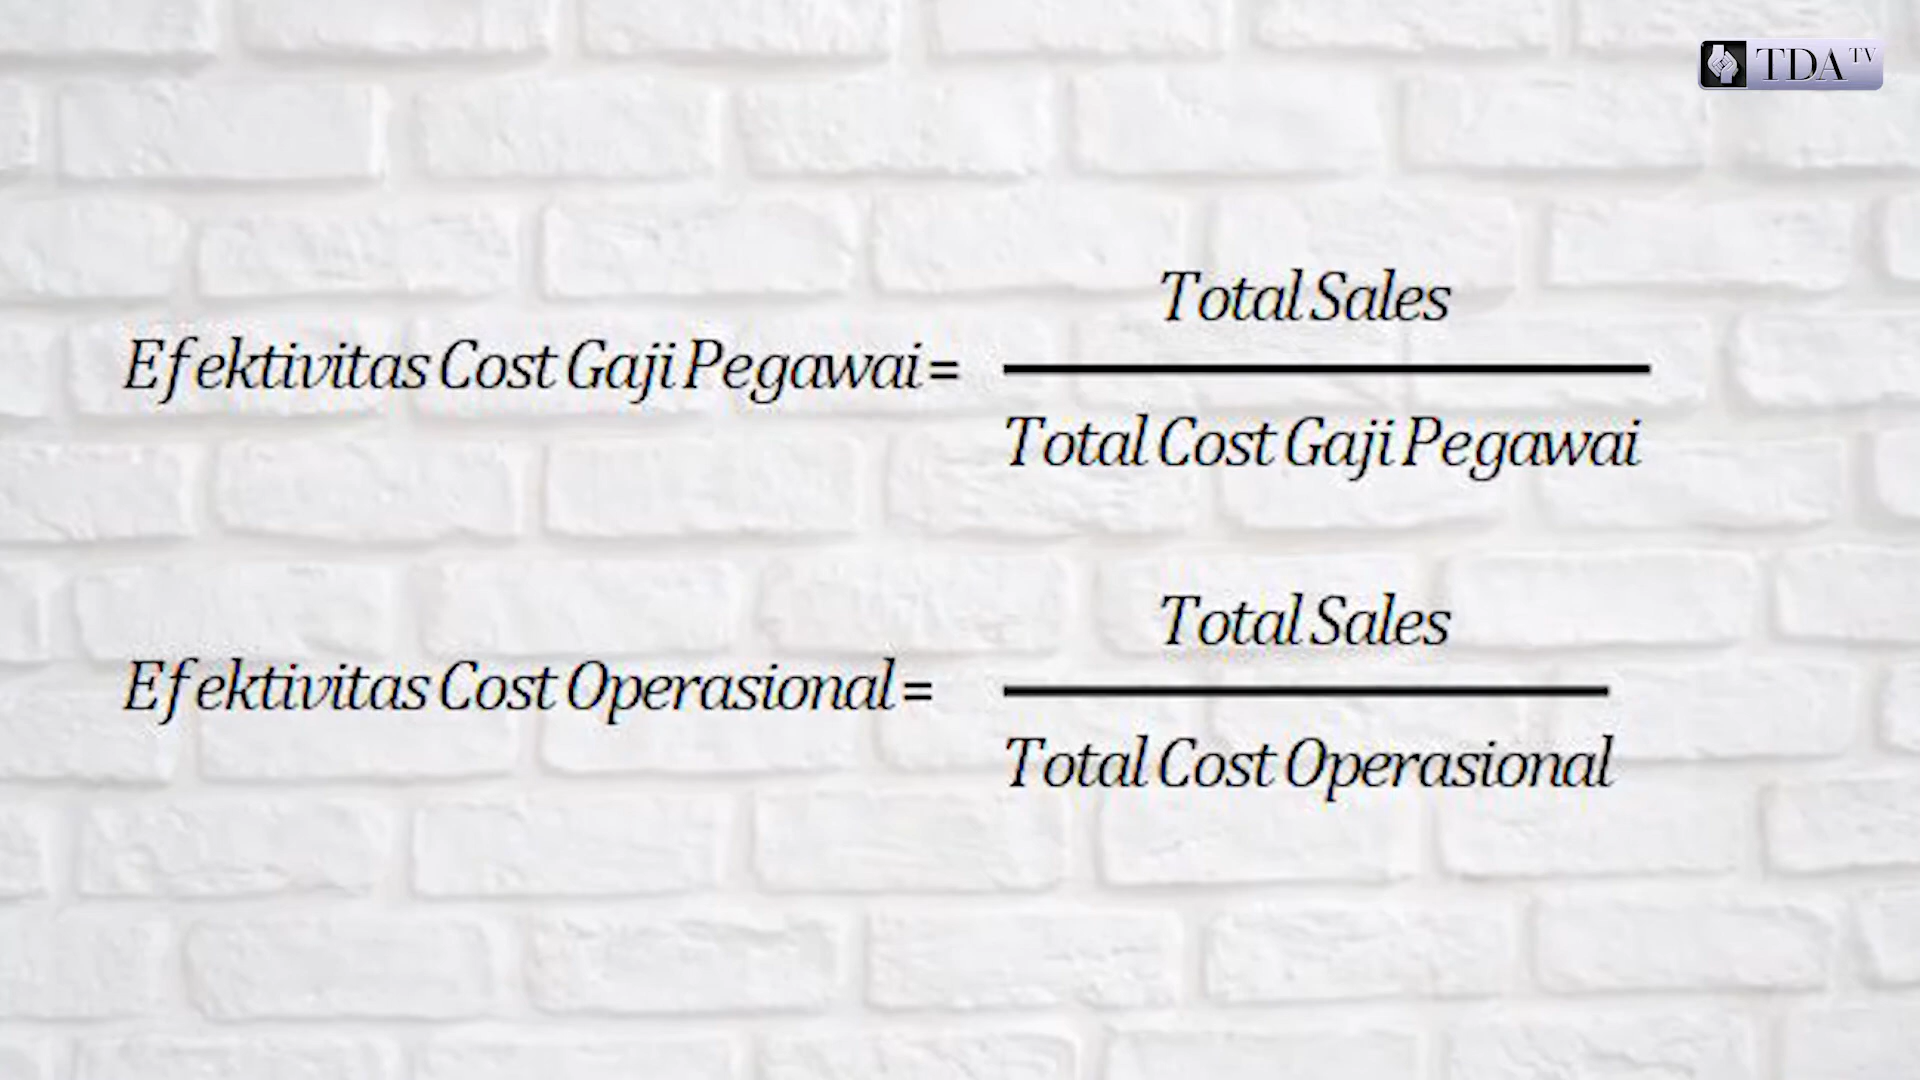 TDA TV
Total Sales
Efektivitas Cost Gaji Pegawai =
Total Cost Gaji Pegawai
Total Sales
Efektivitas Cost Operasional =
Total Cost Operasional